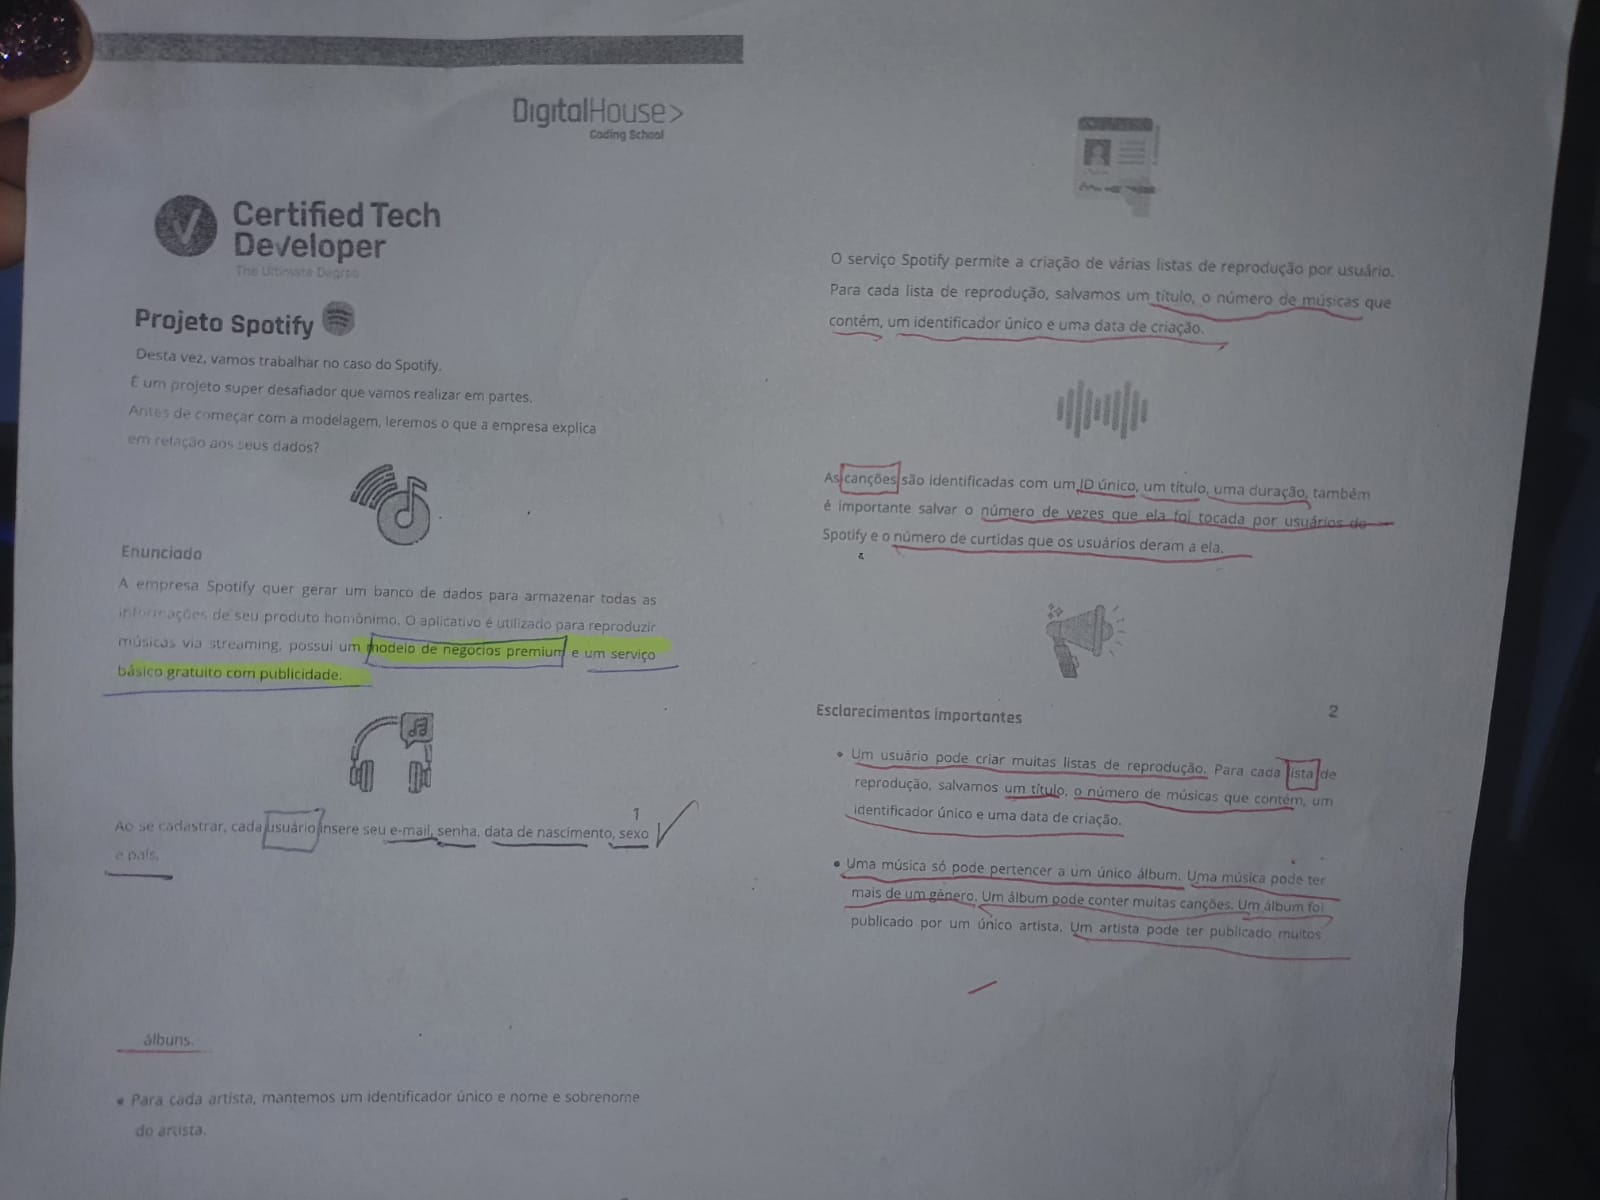 DigitalHouse>
Coding School
Certified Tech
Developer
The Ultimate Degree
Projeto Spotify
Desta vez, vamos trabalhar no caso do Spotify.
É um projeto super desafiador que vamos realizar em partes.
Antes de começar com a modelagem, leremos o que a empresa explica
em relação aos seus dados?
Enunciado
A empresa Spotify quer gerar um banco de dados para armazenar todas as
informações de seu produto homônimo. O aplicativo é utilizado para reproduzir
músicas via streaming, possui um modelo de negócios premium e um serviço
básico gratuito com publicidade.
1
Ao se cadastrar, cada usuário insere seu e-mail, senha, data de nascimento, sexo
e país.
álbuns.
• Para cada artista, mantemos um identificador único e nome e sobrenome
do artista.
O serviço Spotify permite a criação de várias listas de reprodução por usuário.
Para cada lista de reprodução, salvamos um título, o número de músicas que
contém, um identificador único e uma data de criação.
As canções são identificadas com um ID único, um título, uma duração, também
é importante salvar o número de vezes que ela foi tocada por usuários do
Spotify e o número de curtidas que os usuários deram a ela.
2
Esclarecimentos importantes
• Um usuário pode criar muitas listas de reprodução. Para cada lista de
reprodução, salvamos um título, o número de músicas que contém, um
identificador único e uma data de criação.
• Uma música só pode pertencer a um único álbum. Uma música pode ter
mais de um gênero. Um álbum pode conter muitas canções. Um álbum foi
publicado por um único artista. Um artista pode ter publicado muitos